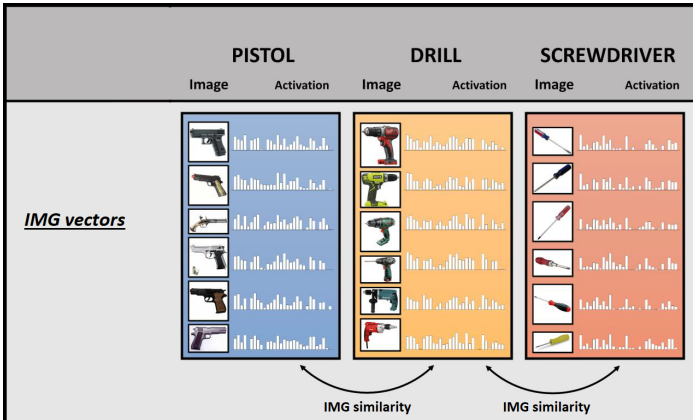 PISTOL DRILL SCREWDRIVER
Image Activation Image Activation Image Activation
IMG vectors
IMG similarity IMG similarity